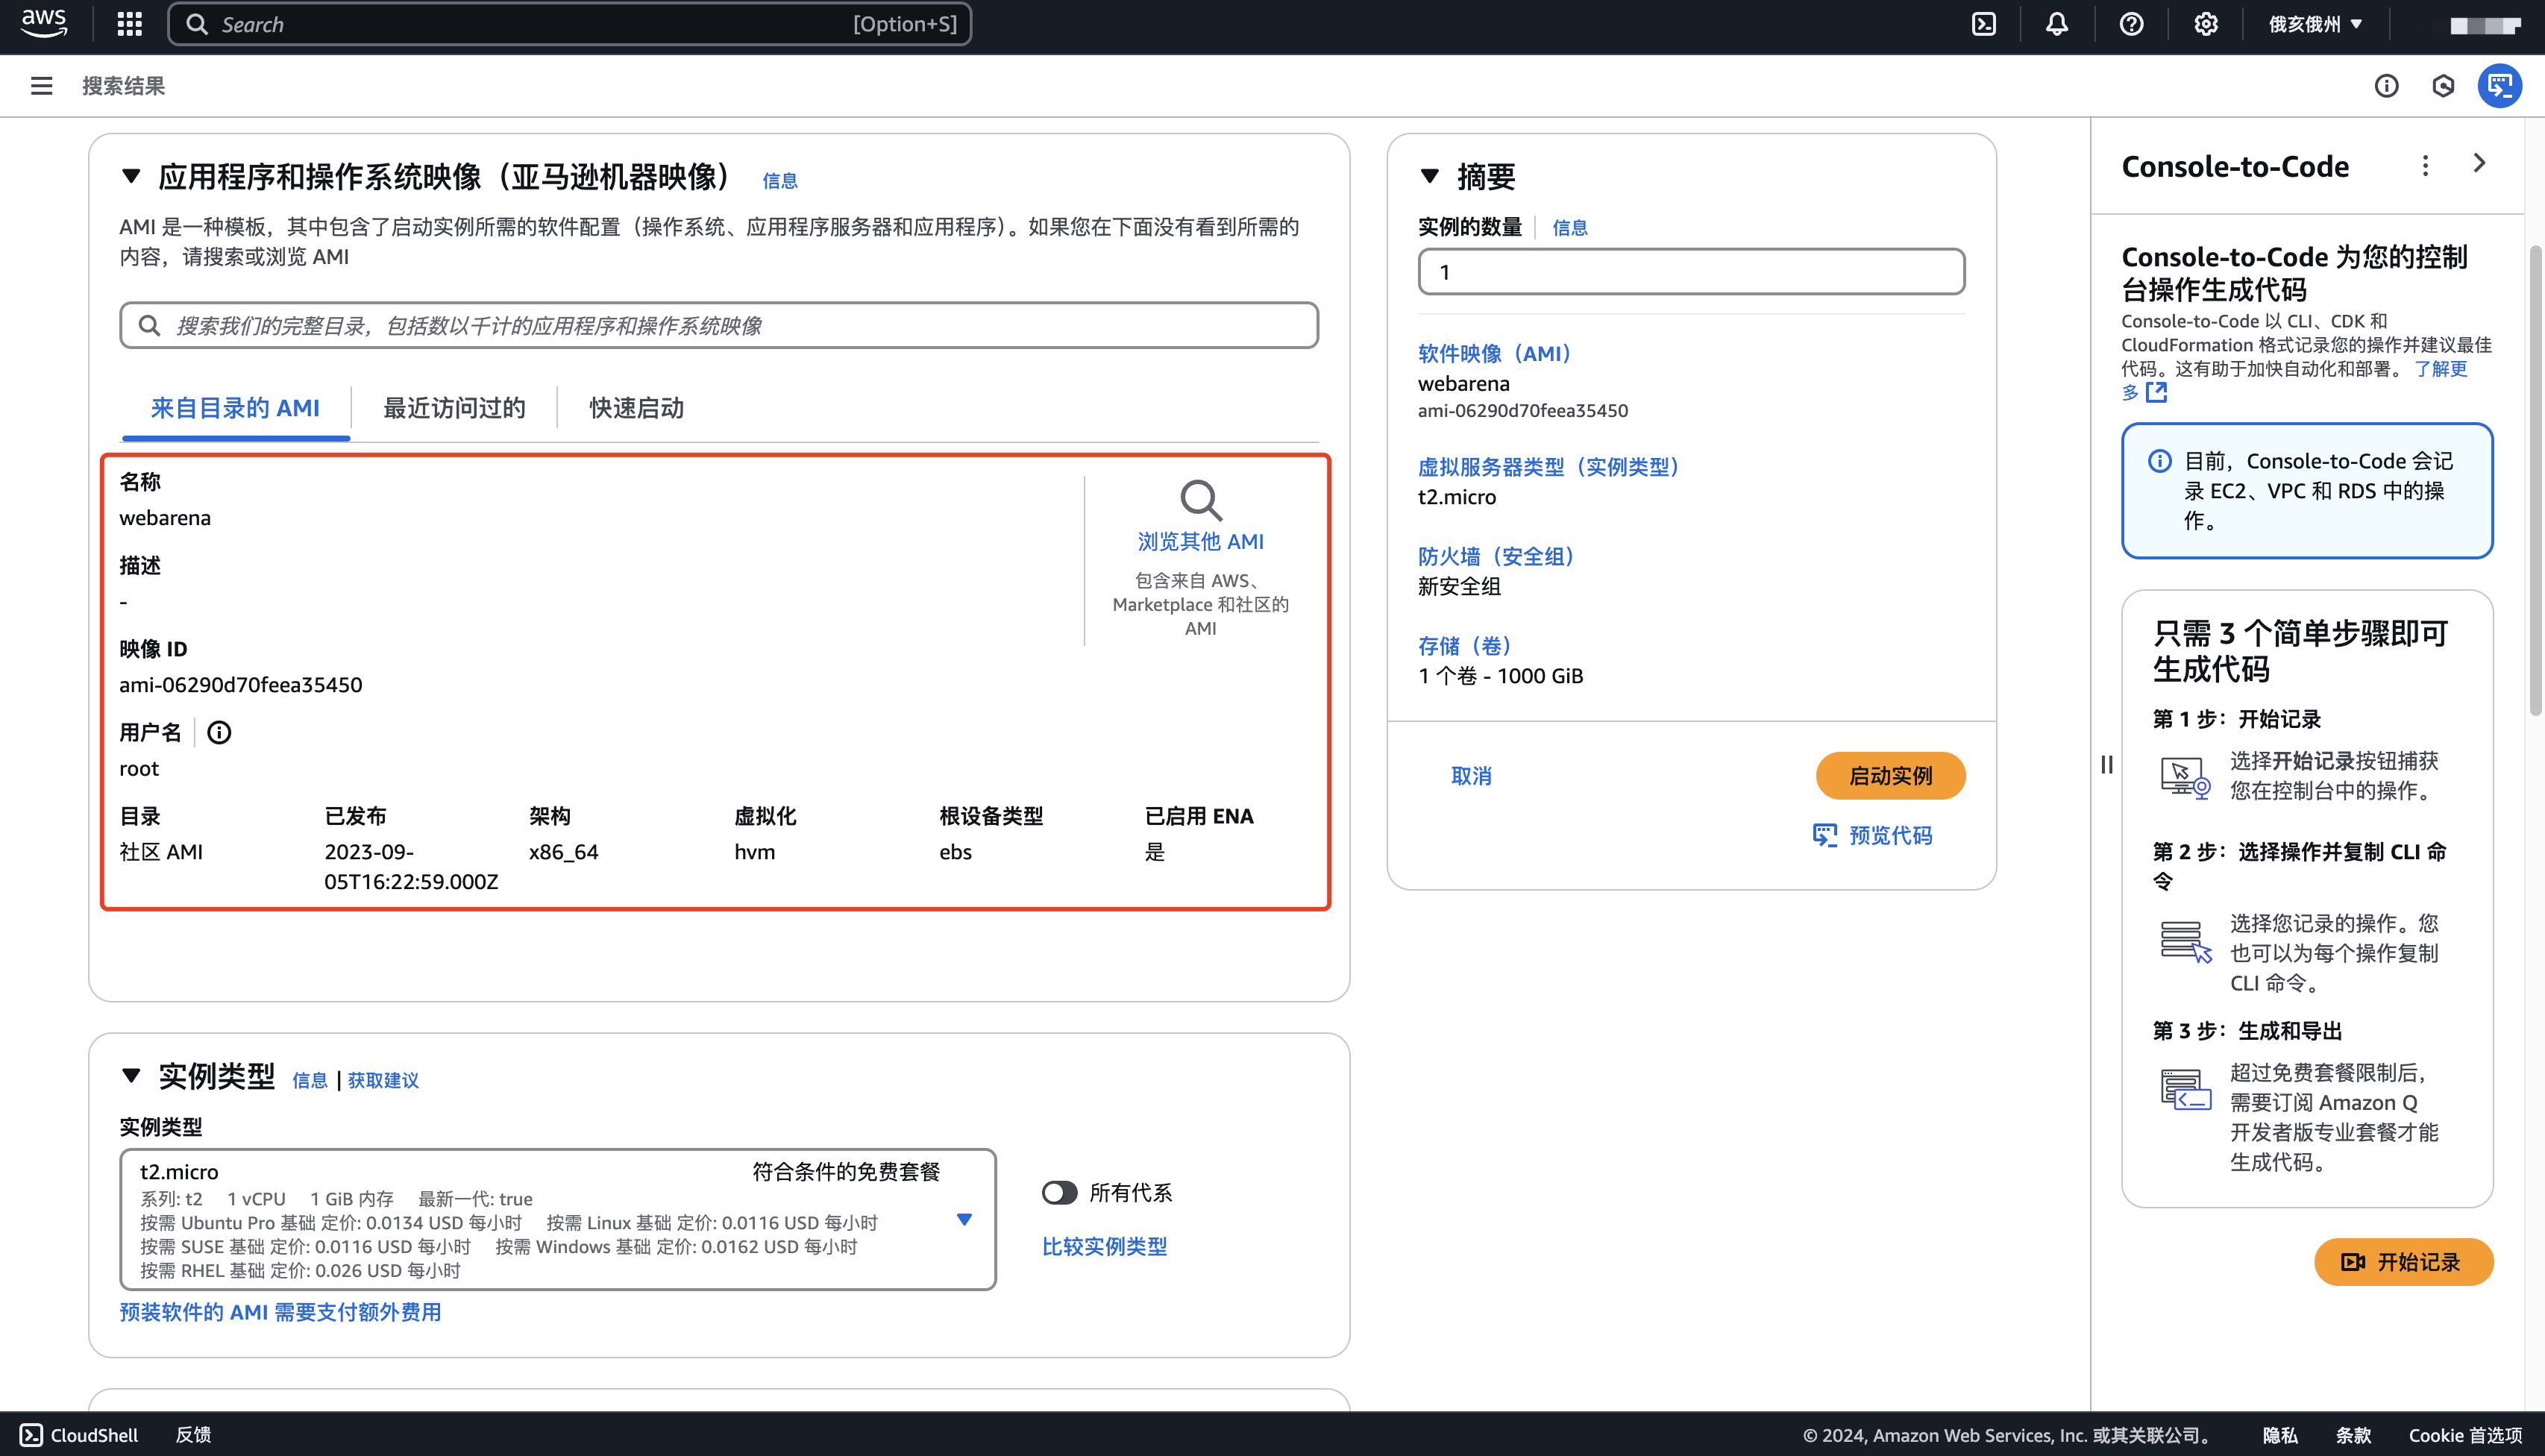 aws
Search
[Option+S]
俄亥俄州
搜索结果
应用程序和操作系统映像（亚马逊机器映像） 信息
AMI 是一种模板，其中包含了启动实例所需的软件配置（操作系统、应用程序服务器和应用程序）。如果您在下面没有看到所需的
内容，请搜索或浏览 AMI
搜索我们的完整目录，包括数以千计的应用程序和操作系统映像
来自目录的 AMI
最近访问过的
快速启动
名称
webarena
描述
-
映像 ID
ami-06290d70feea35450
用户名
root
浏览其他 AMI
包含来自 AWS、
Marketplace 和社区的
AMI
目录 已发布 架构 虚拟化 根设备类型 已启用 ENA
社区 AMI 2023-09- x86_64 hvm ebs 是
05T16:22:59.000Z
实例类型 信息 | 获取建议
实例类型
t2.micro 符合条件的免费套餐
系列: t2 1 vCPU 1 GiB 内存 最新一代: true
按需 Ubuntu Pro 基础 定价: 0.0134 USD 每小时 按需 Linux 基础 定价: 0.0116 USD 每小时
按需 SUSE 基础 定价: 0.0116 USD 每小时 按需 Windows 基础 定价: 0.0162 USD 每小时
按需 RHEL 基础 定价: 0.026 USD 每小时
所有代系
比较实例类型
预装软件的 AMI 需要支付额外费用
摘要
实例的数量 信息
1
软件映像（AMI）
webarena
ami-06290d70feea35450
虚拟服务器类型（实例类型）
t2.micro
防火墙（安全组）
新安全组
存储（卷）
1 个卷 - 1000 GiB
取消
启动实例
预览代码
Console-to-Code
Console-to-Code 为您的控制
台操作生成代码
Console-to-Code 以 CLI、CDK 和
CloudFormation 格式记录您的操作并建议最佳
代码。这有助于加快自动化和部署。 了解更
多
目前，Console-to-Code 会记
录 EC2、VPC 和 RDS 中的操
作。
只需 3 个简单步骤即可
生成代码
第 1 步：开始记录
选择开始记录按钮捕获
您在控制台中的操作。
第 2 步：选择操作并复制 CLI 命
令
选择您记录的操作。您
也可以为每个操作复制
CLI 命令。
第 3 步：生成和导出
超过免费套餐限制后，
需要订阅 Amazon Q
开发者版专业套餐才能
生成代码。
开始记录
CloudShell
反馈
© 2024, Amazon Web Services, Inc. 或其关联公司。
隐私
条款
Cookie 首选项